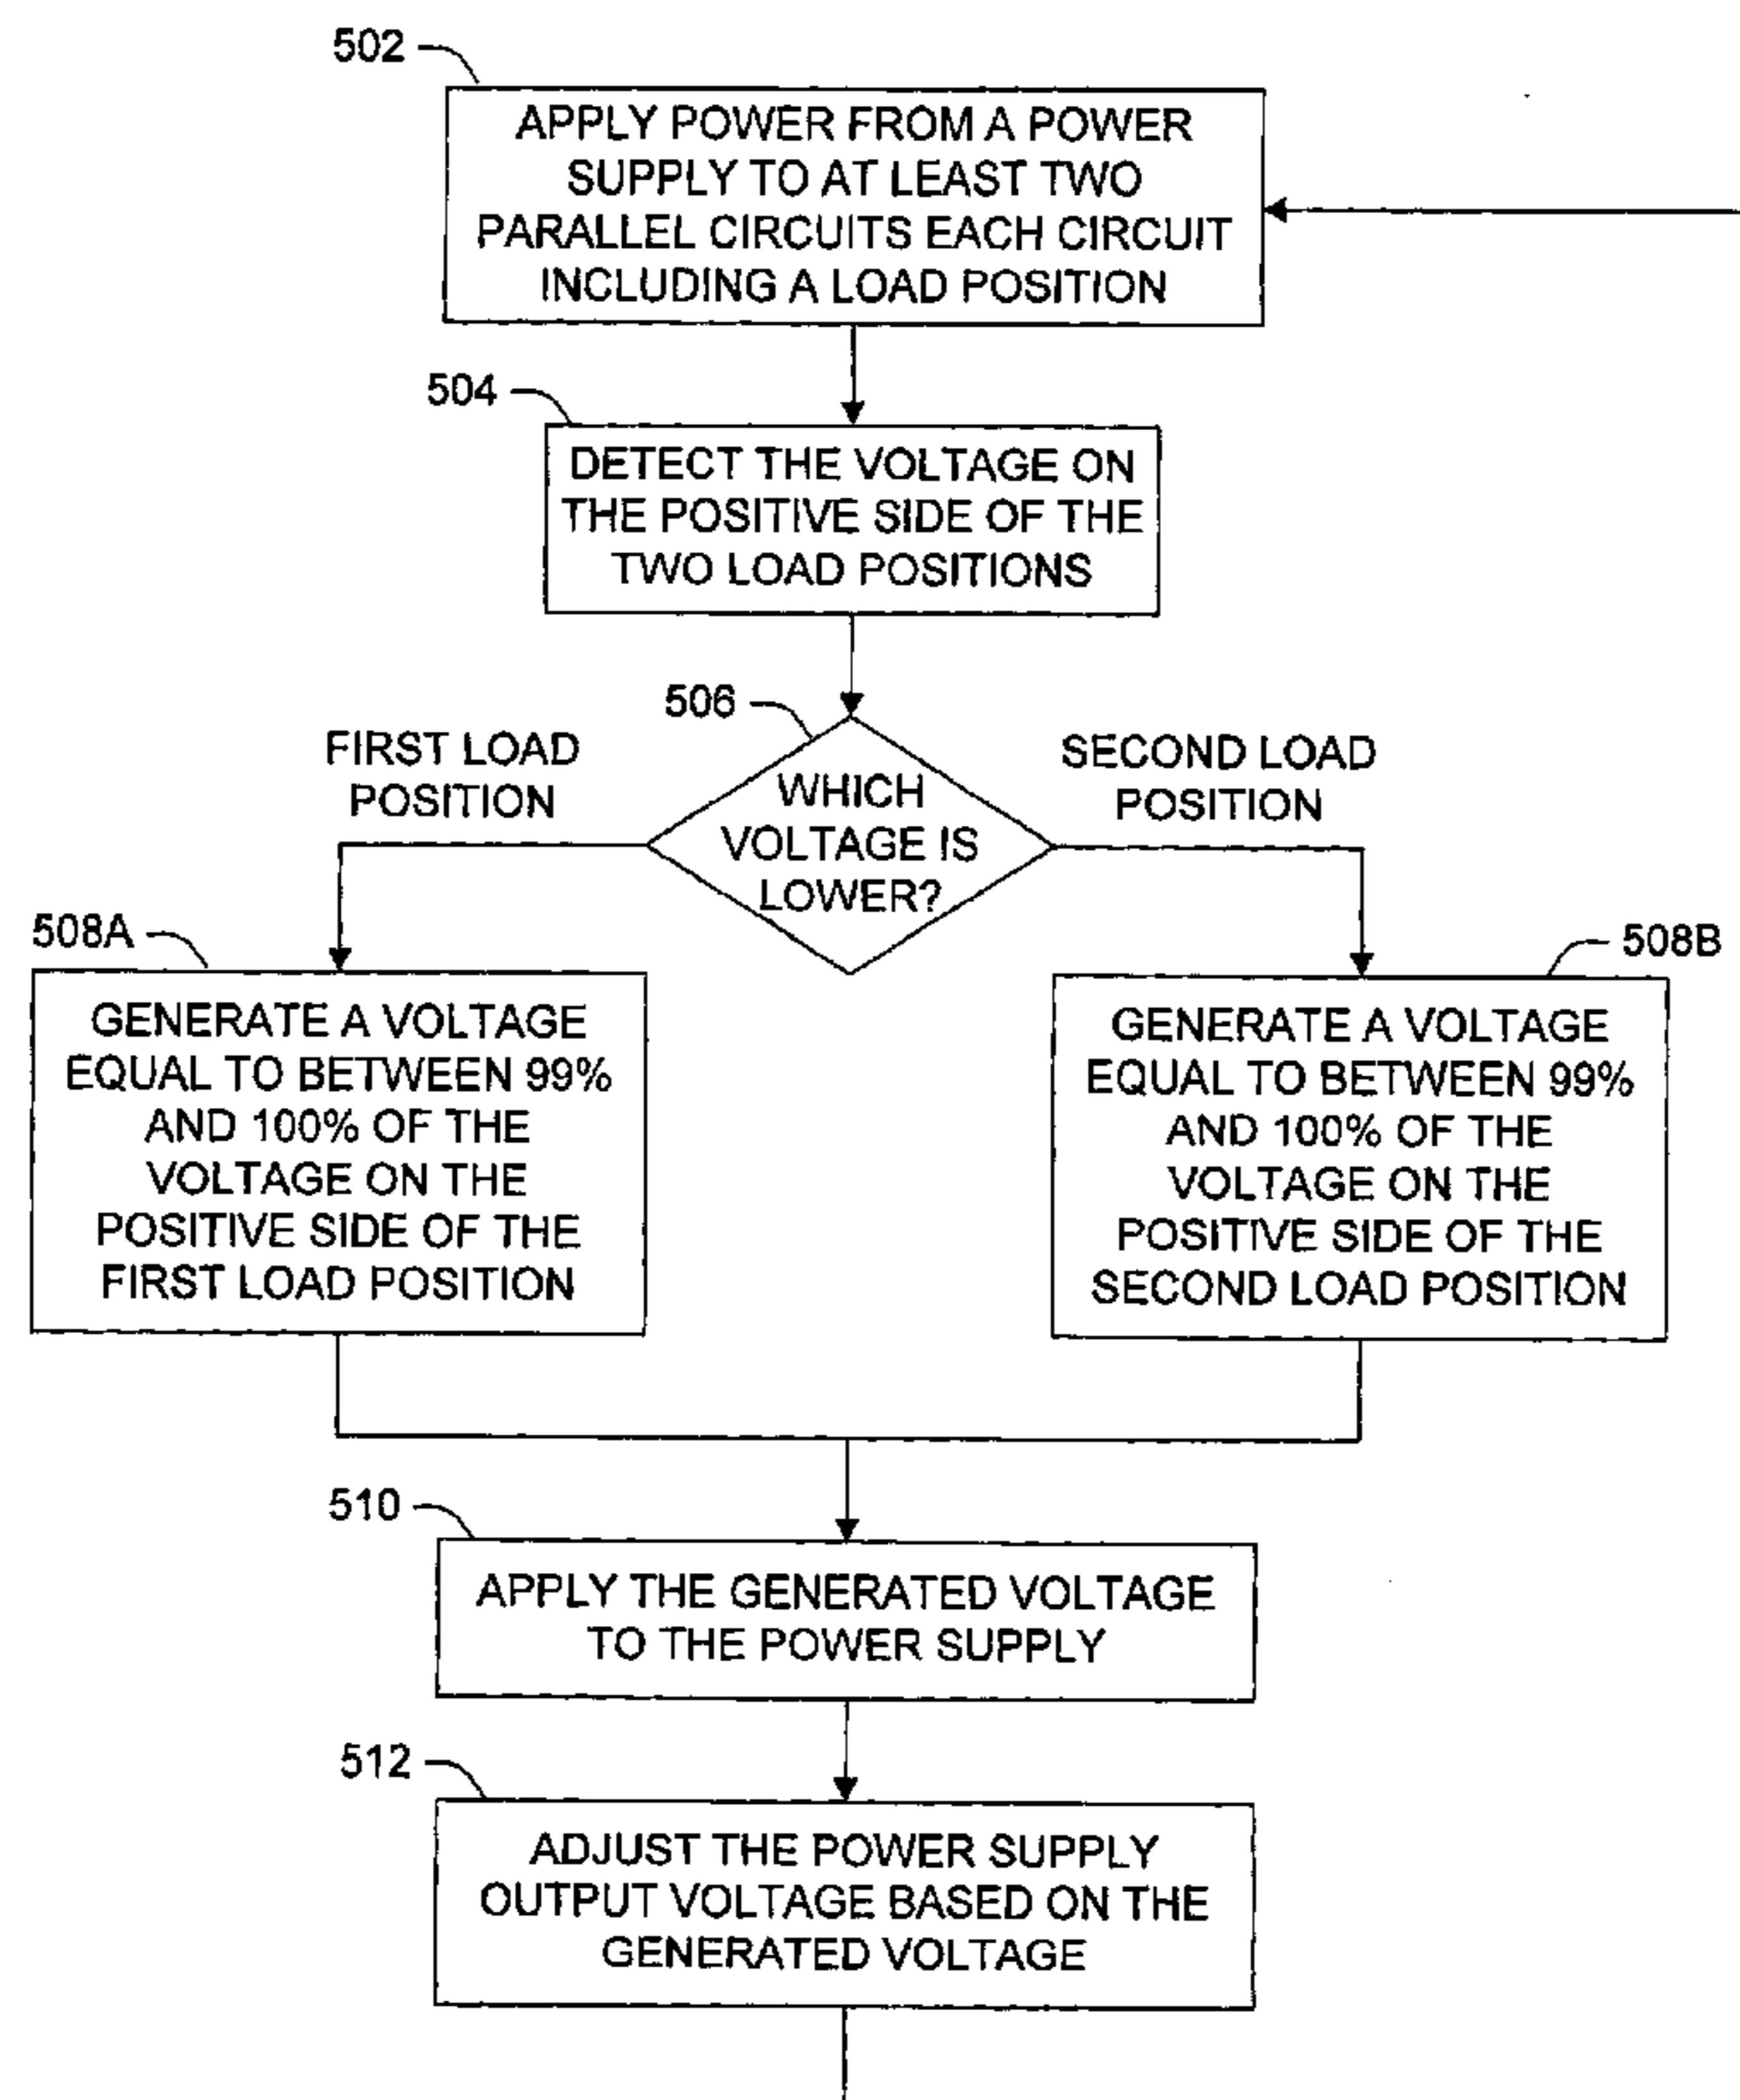 502
APPLY POWER FROM A POWER
SUPPLY TO AT LEAST TWO
PARALLEL CIRCUITS EACH CIRCUIT
INCLUDING A LOAD POSITION
504
DETECT THE VOLTAGE ON
THE POSITIVE SIDE OF THE
TWO LOAD POSITIONS
506
FIRST LOAD
POSITION
WHICH
VOLTAGE IS
LOWER?
SECOND LOAD
POSITION
508A
GENERATE A VOLTAGE
EQUAL TO BETWEEN 99%
AND 100% OF THE
VOLTAGE ON THE
POSITIVE SIDE OF THE
FIRST LOAD POSITION
508B
GENERATE A VOLTAGE
EQUAL TO BETWEEN 99%
AND 100% OF THE
VOLTAGE ON THE
POSITIVE SIDE OF THE
SECOND LOAD POSITION
510
APPLY THE GENERATED VOLTAGE
TO THE POWER SUPPLY
512
ADJUST THE POWER SUPPLY
OUTPUT VOLTAGE BASED ON THE
GENERATED VOLTAGE